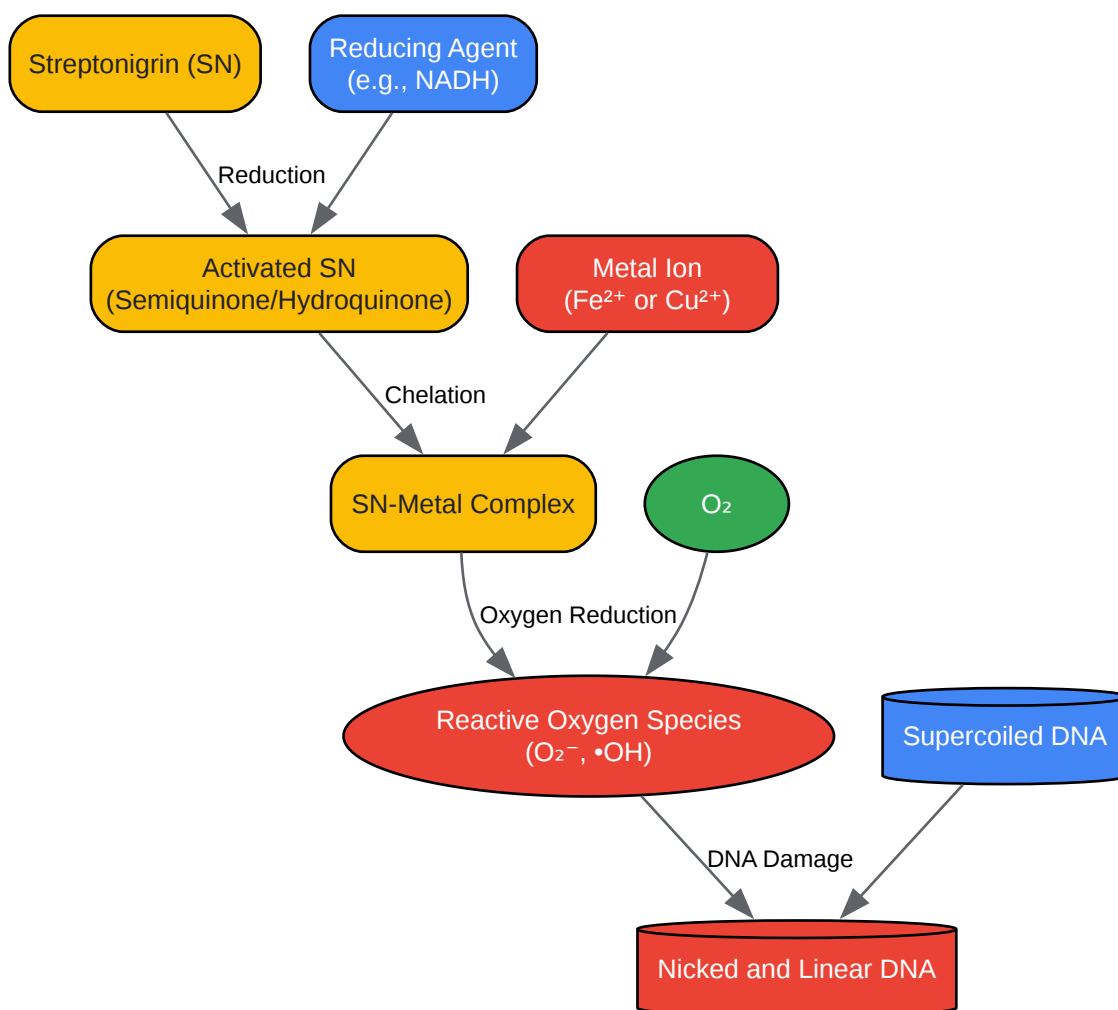 Streptonigrin (SN)
Reducing Agent
(e.g., NADH)
Reduction
Activated SN
(Semiquinone/Hydroquinone)
Metal Ion
(Fe²⁺ or Cu²⁺)
Chelation
SN-Metal Complex
O₂
Oxygen Reduction
Reactive Oxygen Species
(O₂⁻, •OH)
Supercoiled DNA
DNA Damage
Nicked and Linear DNA